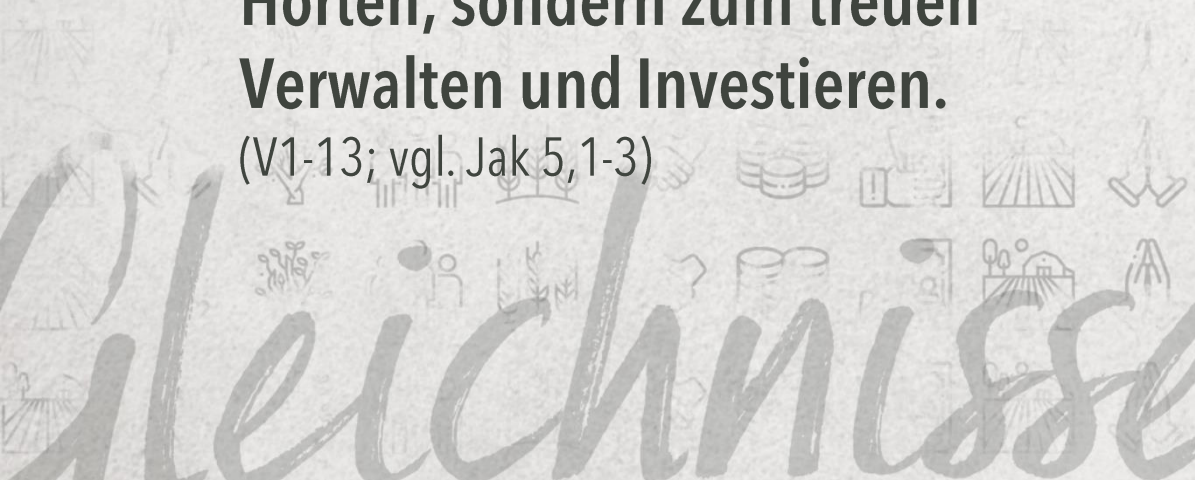 Horten, sondern zum treuen
Verwalten und Investieren.
(V1-13; vgl. Jak 5,1-3)
Gleichnisse